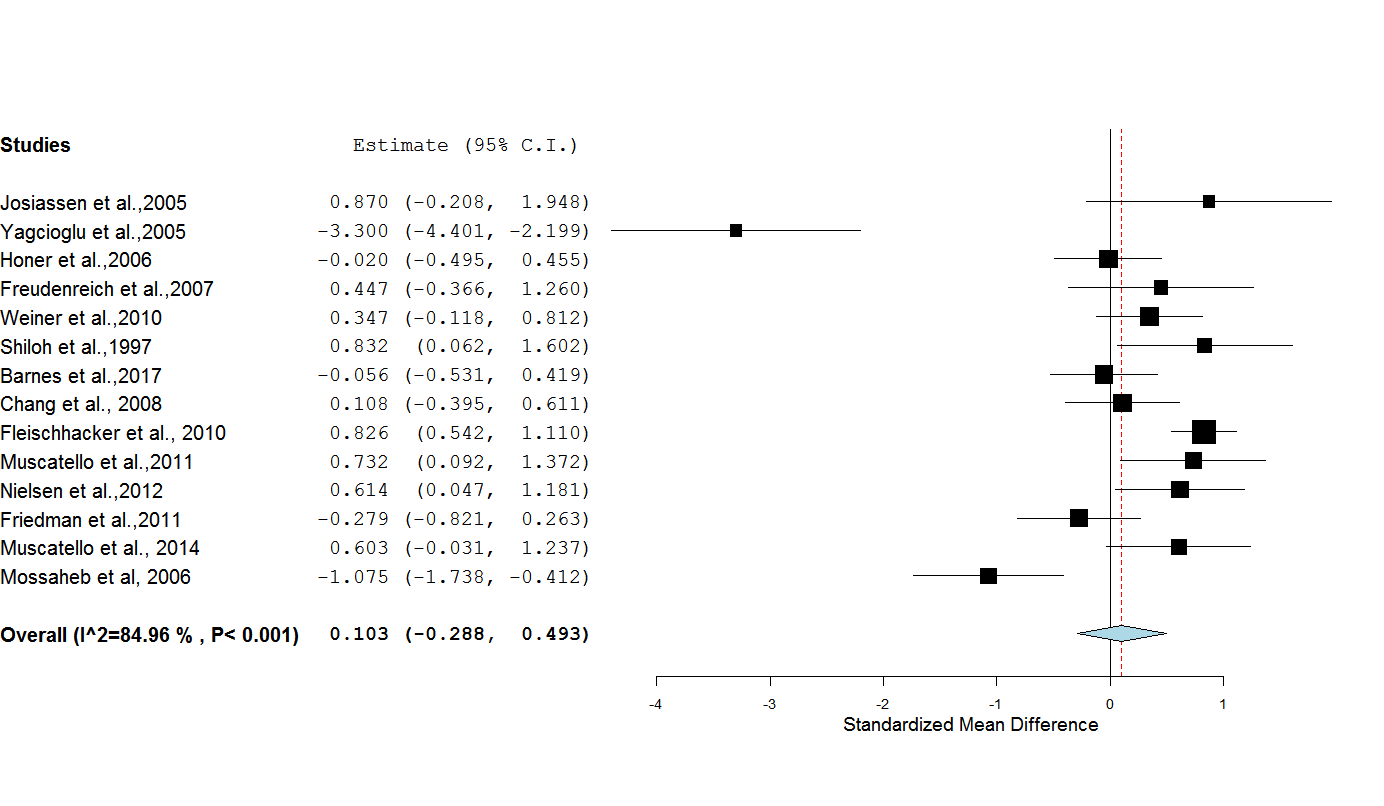 Studies Estimate (95% C.I.)
Josiassen et al.,2005 0.870 (-0.208, 1.948)
Yagcioglu et al.,2005 -3.300 (-4.401, -2.199)
Honer et al.,2006 -0.020 (-0.495, 0.455)
Freudenreich et al.,2007 0.447 (-0.366, 1.260)
Weiner et al.,2010 0.347 (-0.118, 0.812)
Shiloh et al.,1997 0.832 (0.062, 1.602)
Barnes et al.,2017 -0.056 (-0.531, 0.419)
Chang et al., 2008 0.108 (-0.395, 0.611)
Fleischhacker et al., 2010 0.826 (0.542, 1.110)
Muscatello et al.,2011 0.732 (0.092, 1.372)
Nielsen et al.,2012 0.614 (0.047, 1.181)
Friedman et al.,2011 -0.279 (-0.821, 0.263)
Muscatello et al., 2014 0.603 (-0.031, 1.237)
Mossaheb et al, 2006 -1.075 (-1.738, -0.412)
Overall (I^2=84.96 % , P< 0.001) 0.103 (-0.288, 0.493)
-4 -3 -2 -1 0 1
Standardized Mean Difference